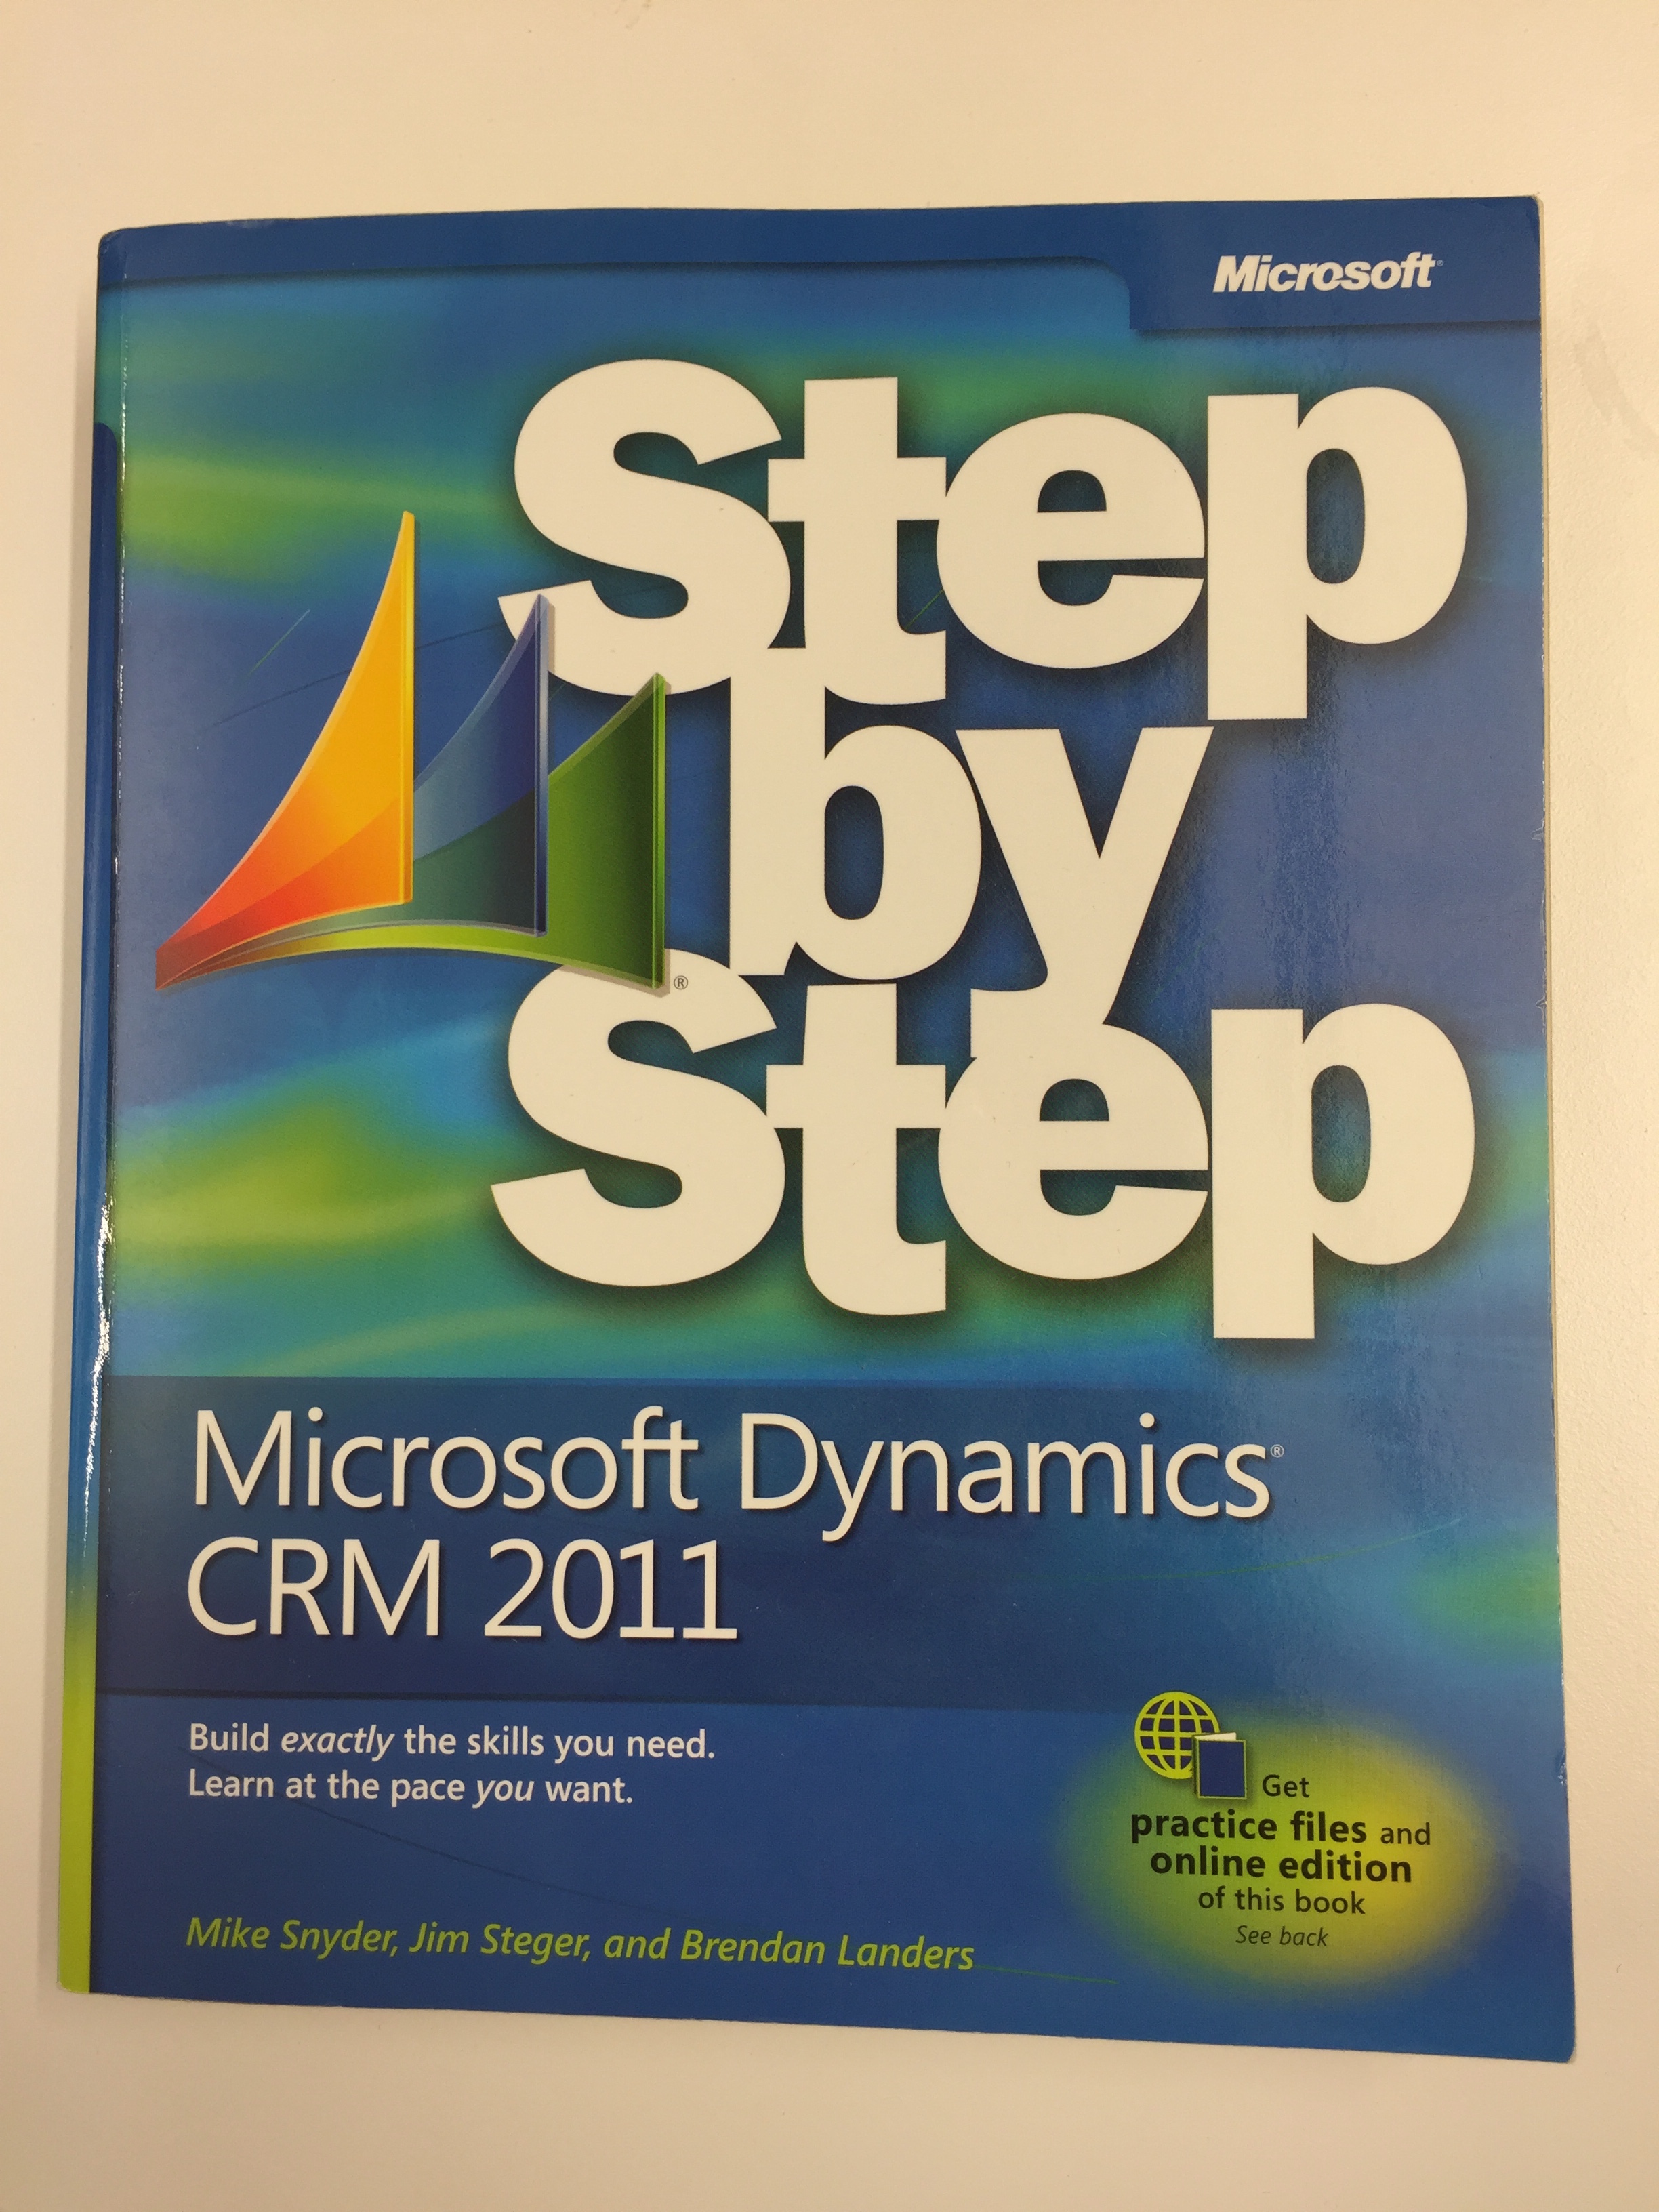 Microsoft®
Step
by
Step
®
Microsoft Dynamics®
CRM 2011
Build exactly the skills you need.
Learn at the pace you want.
Get
practice files and
online edition
of this book
See back
Mike Snyder, Jim Steger, and Brendan Landers